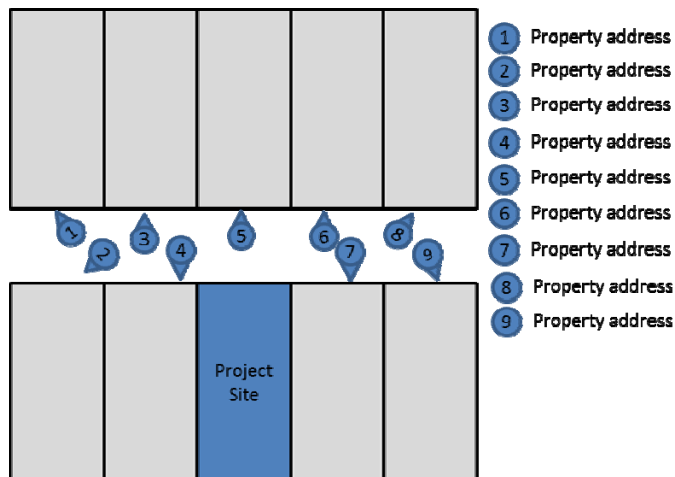 1 Property address
2 Property address
3 Property address
4 Property address
5 Property address
6 Property address
7 Property address
8 Property address
9 Property address
1 2 3 4 5 6 7 8 9
Project
Site